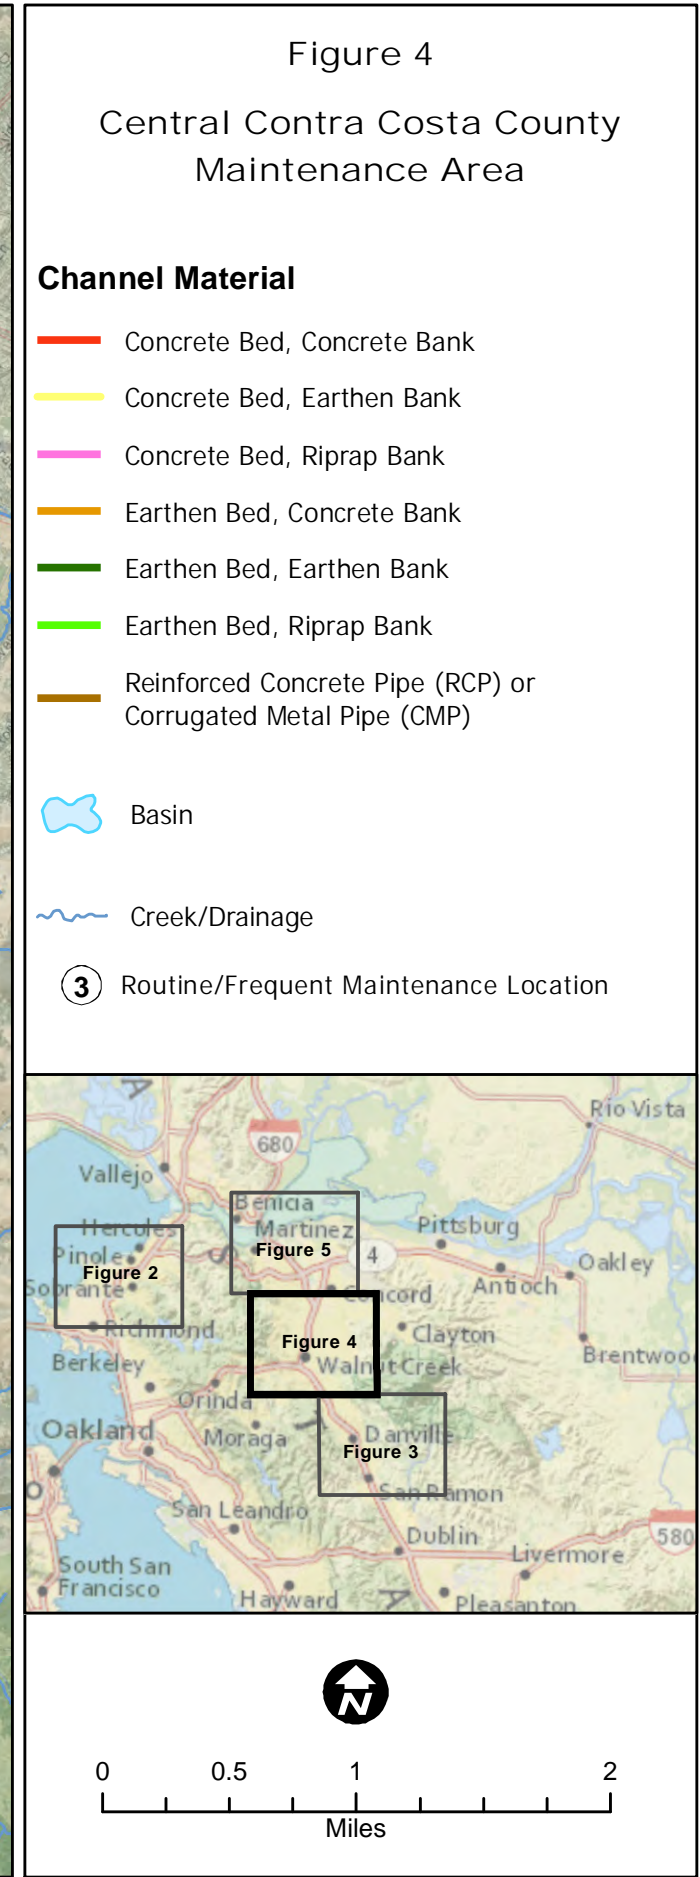 Figure 4
Central Contra Costa County
Maintenance Area
Channel Material
Concrete Bed, Concrete Bank
Concrete Bed, Earthen Bank
Concrete Bed, Riprap Bank
Earthen Bed, Concrete Bank
Earthen Bed, Earthen Bank
Earthen Bed, Riprap Bank
Reinforced Concrete Pipe (RCP) or
Corrugated Metal Pipe (CMP)
Basin
Creek/Drainage
3 Routine/Frequent Maintenance Location
Rio Vista
680
Vallejo
Benicia
Hercules
Martinez
Pittsburg
Pinole
Figure 5
4
Oakley
Figure 2
Sobrante
Antioch
Concord
Richmond
Clayton
Figure 4
Brentwoo
Berkeley
Walnut Creek
Orinda
Oakland
Moraga
Danville
Figure 3
O
San Ramon
San Leandro
580
Dublin
Livermore
South San
Francisco
Hayward
Pleasanton
N
0 0.5 1 2
Miles